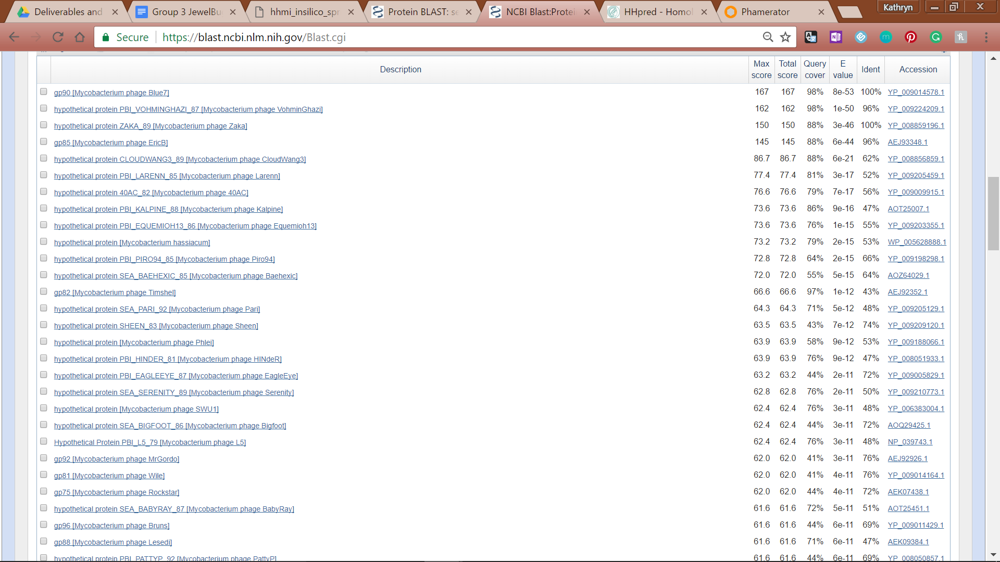 Deliverables and
Group 3 JewelBu
hhmi_insilico_spr
Protein BLAST: se
NCBI Blast:Protein
HHpred - Homol
Phamerator
Kathryn
Secure
https://blast.ncbi.nlm.nih.gov/Blast.cgi
Description Max score Total score Query cover E value Ident Accession
gp90 [Mycobacterium phage Blue7] 167 167 98% 8e-53 100% YP_009014578.1
hypothetical protein PBI_VOHMINGHAZI_87 [Mycobacterium phage VohminGhazi] 162 162 98% 1e-50 96% YP_009224209.1
hypothetical protein ZAKA_89 [Mycobacterium phage Zaka] 150 150 88% 3e-46 100% YP_008859196.1
gp85 [Mycobacterium phage EricB] 145 145 88% 6e-44 96% AEJ93348.1
hypothetical protein CLOUDWANG3_89 [Mycobacterium phage CloudWang3] 86.7 86.7 88% 6e-21 62% YP_008856859.1
hypothetical protein PBI_LARENN_85 [Mycobacterium phage Larenn] 77.4 77.4 81% 3e-17 52% YP_009205459.1
hypothetical protein 40AC_82 [Mycobacterium phage 40AC] 76.6 76.6 79% 7e-17 56% YP_009009915.1
hypothetical protein PBI_KALPINE_88 [Mycobacterium phage Kalpine] 73.6 73.6 86% 9e-16 47% AOT25007.1
hypothetical protein PBI_EQUEMIOH13_86 [Mycobacterium phage Equemioh13] 73.6 73.6 76% 1e-15 55% YP_009203355.1
hypothetical protein [Mycobacterium hassiacum] 73.2 73.2 79% 2e-15 53% WP_005628888.1
hypothetical protein PBI_PIRO94_85 [Mycobacterium phage Piro94] 72.8 72.8 64% 2e-15 66% YP_009198298.1
hypothetical protein SEA_BAEHEXIC_85 [Mycobacterium phage Baehexic] 72.0 72.0 55% 5e-15 64% AOZ64029.1
gp82 [Mycobacterium phage Timshel] 66.6 66.6 97% 1e-12 43% AEJ92352.1
hypothetical protein SEA_PARI_92 [Mycobacterium phage Pari] 64.3 64.3 71% 5e-12 48% YP_009205129.1
hypothetical protein SHEEN_83 [Mycobacterium phage Sheen] 63.5 63.5 43% 7e-12 74% YP_009209120.1
hypothetical protein [Mycobacterium phage Phlei] 63.9 63.9 58% 9e-12 53% YP_009188066.1
hypothetical protein PBI_HINDER_81 [Mycobacterium phage HINdeR] 63.9 63.9 76% 9e-12 47% YP_008051933.1
hypothetical protein PBI_EAGLEEYE_87 [Mycobacterium phage EagleEye] 63.2 63.2 44% 2e-11 72% YP_009005829.1
hypothetical protein SEA_SERENITY_89 [Mycobacterium phage Serenity] 62.8 62.8 76% 2e-11 50% YP_009210773.1
hypothetical protein [Mycobacterium phage SWU1] 62.4 62.4 76% 3e-11 48% YP_006383004.1
hypothetical protein SEA_BIGFOOT_86 [Mycobacterium phage Bigfoot] 62.4 62.4 44% 3e-11 72% AOQ29425.1
Hypothetical Protein PBI_L5_79 [Mycobacterium phage L5] 62.4 62.4 76% 3e-11 48% NP_039743.1
gp92 [Mycobacterium phage MrGordo] 62.0 62.0 41% 3e-11 76% AEJ92926.1
gp81 [Mycobacterium phage Wile] 62.0 62.0 41% 4e-11 76% YP_009014164.1
gp75 [Mycobacterium phage Rockstar] 62.0 62.0 44% 4e-11 72% AEK07438.1
hypothetical protein SEA_BABYRAY_87 [Mycobacterium phage BabyRay] 61.6 61.6 72% 5e-11 51% AOT25451.1
gp96 [Mycobacterium phage Bruns] 61.6 61.6 44% 6e-11 69% YP_009011429.1
gp88 [Mycobacterium phage Lesedi] 61.6 61.6 71% 6e-11 47% AEK09384.1
hypothetical protein PBI_PATTYP_92 [Mycobacterium phage PattyP] 61.6 61.6 44% 6e-11 69% YP_008050857.1